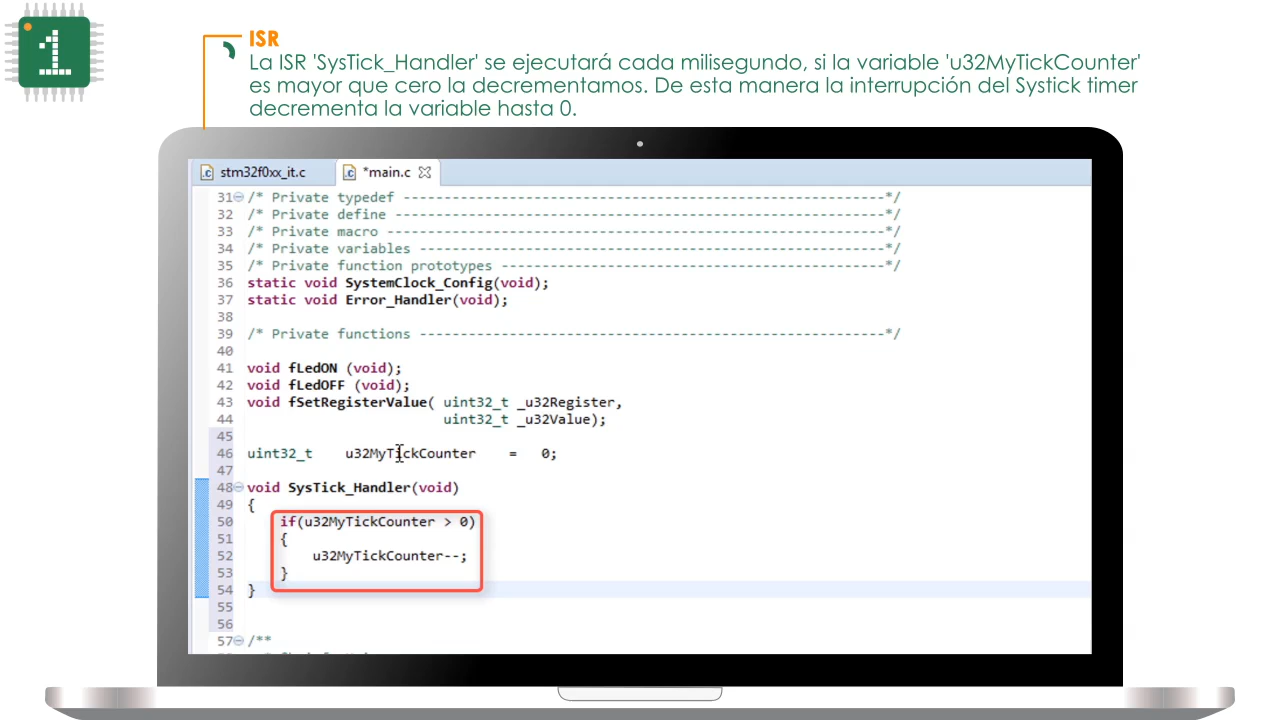 1
ISR
La ISR 'SysTick_Handler' se ejecutará cada milisegundo, si la variable 'u32MyTickCounter'
es mayor que cero la decrementamos. De esta manera la interrupción del Systick timer
decrementa la variable hasta 0.
stm32f0xx_it.c *main.c
31 /* Private typedef -----------------------------------------------------------*/
32 /* Private define ------------------------------------------------------------*/
33 /* Private macro -------------------------------------------------------------*/
34 /* Private variables ---------------------------------------------------------*/
35 /* Private function prototypes -----------------------------------------------*/
36 static void SystemClock_Config(void);
37 static void Error_Handler(void);
38
39 /* Private functions ---------------------------------------------------------*/
40
41 void fLedON (void);
42 void fLedOFF (void);
43 void fSetRegisterValue( uint32_t _u32Register,
44 uint32_t _u32Value);
45
46 uint32_t u32MyTickCounter = 0;
47
48 void SysTick_Handler(void)
49 {
50 if(u32MyTickCounter > 0)
51 {
52 u32MyTickCounter--;
53 }
54 }
55
56
57 /**